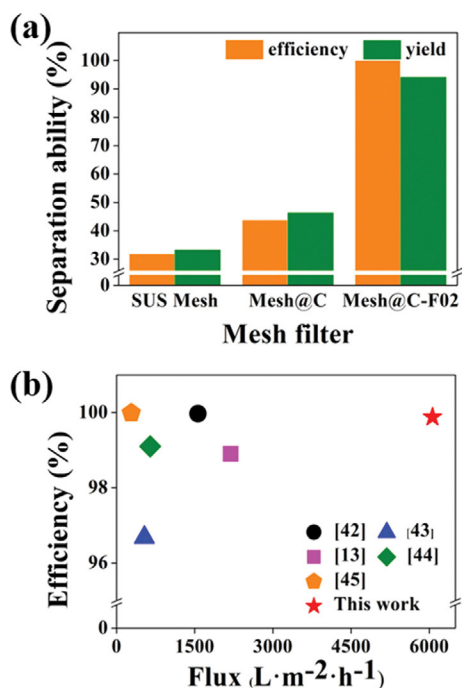 (a)
efficiency yield
Separation ability (%)
100
90
80
70
60
50
40
30
0
SUS Mesh Mesh@C Mesh@C-F02
Mesh filter
(b)
Efficiency (%)
100
98
96
0
[42] [43]
[13] [44]
[45]
This work
0 1500 3000 4500 6000
Flux (L·m-2·h-1)